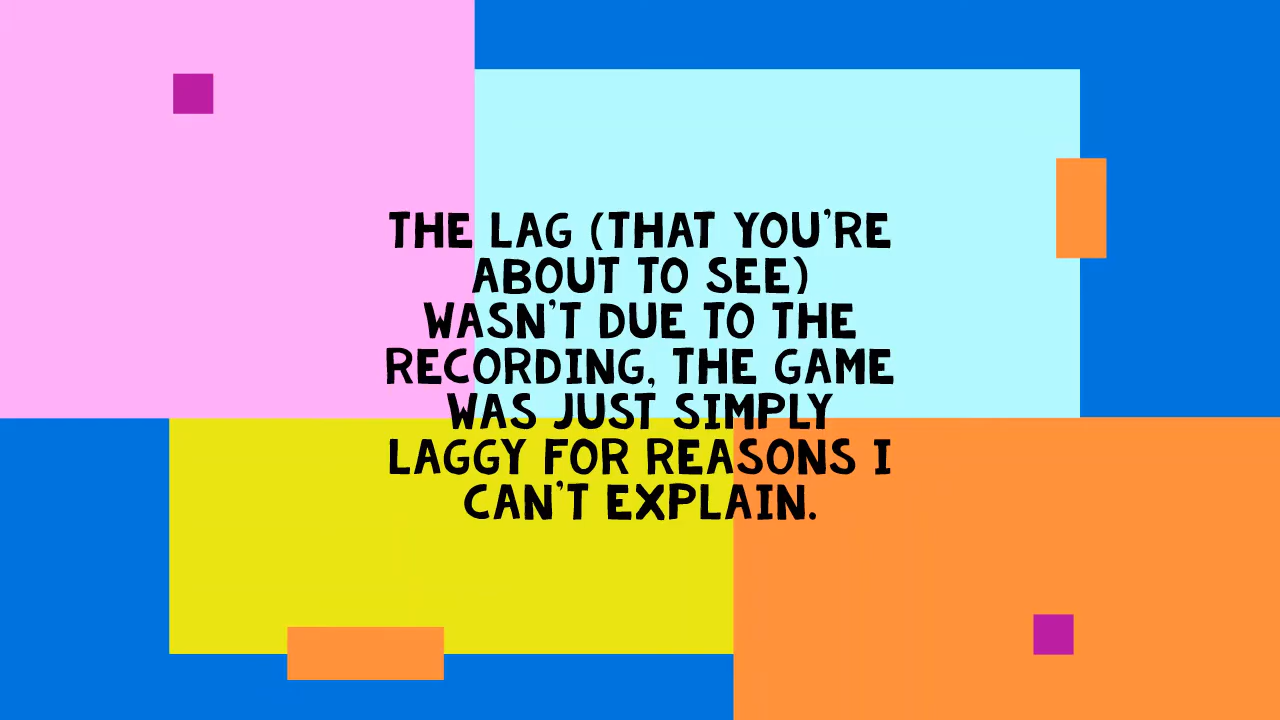 THE LAG (THAT YOU'RE
ABOUT TO SEE)
WASN'T DUE TO THE
RECORDING, THE GAME
WAS JUST SIMPLY
LAGGY FOR REASONS I
CAN'T EXPLAIN.